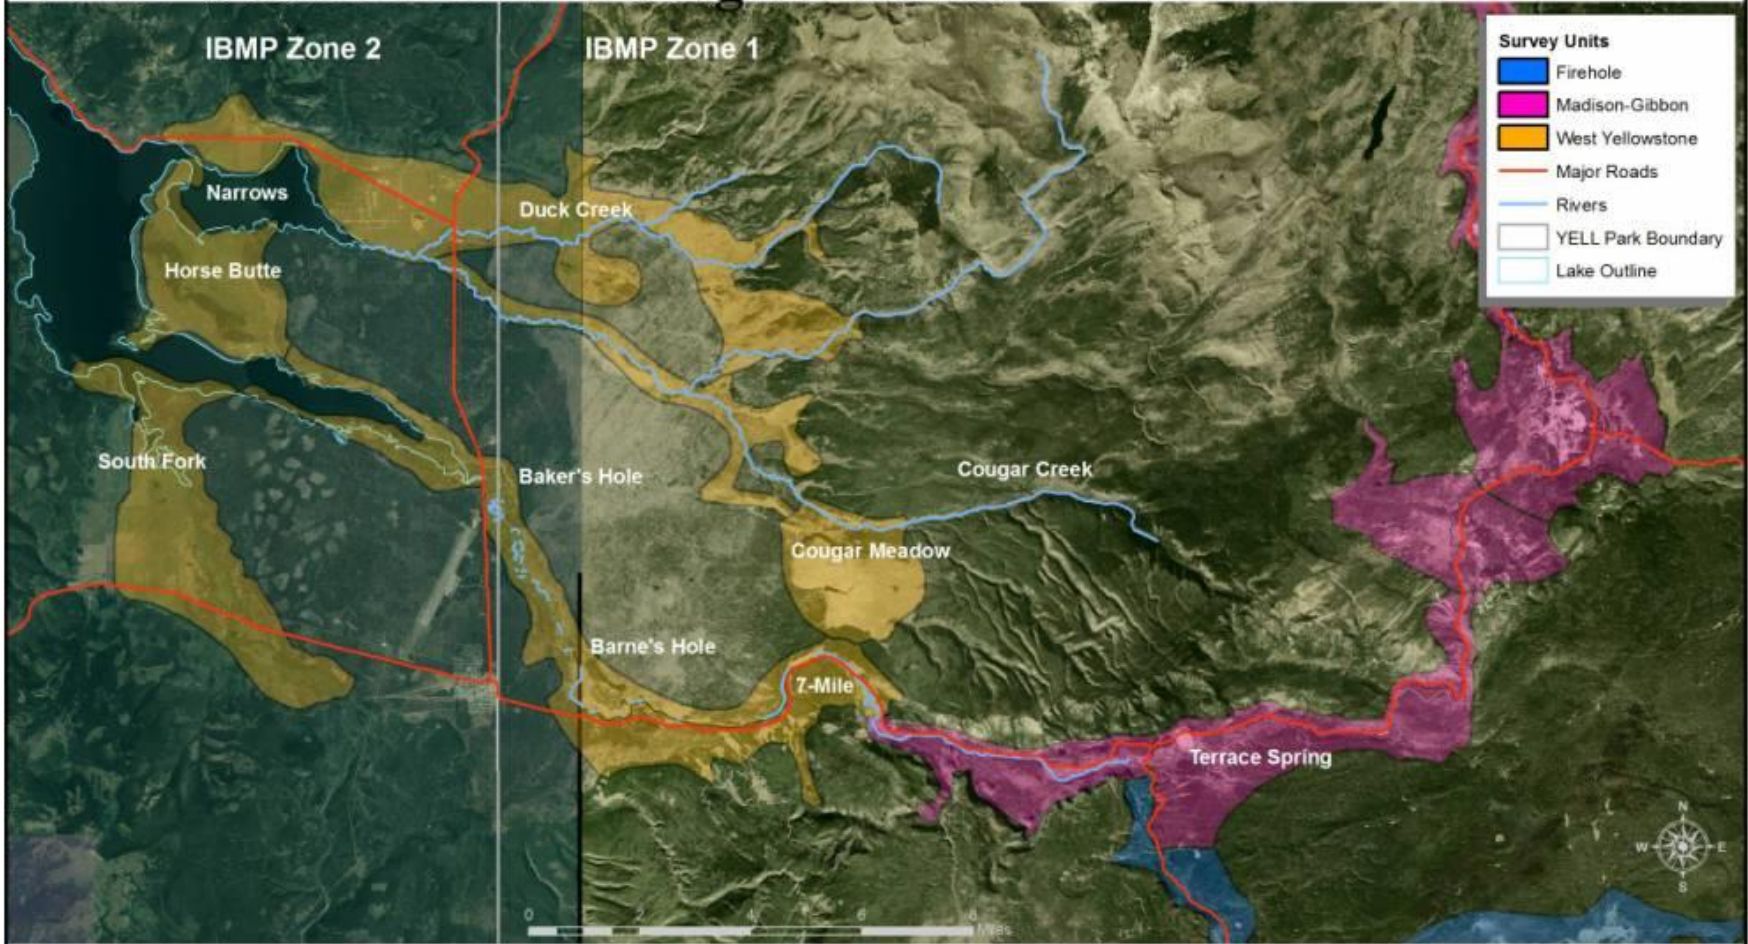 IBMP Zone 2
IBMP Zone 1
Survey Units
Firehole
Madison-Gibbon
West Yellowstone
Major Roads
Rivers
YELL Park Boundary
Lake Outline
Narrows
Duck Creek
Horse Butte
South Fork
Baker's Hole
Cougar Creek
Cougar Meadow
Barne's Hole
7-Mile
Terrace Spring
N
W E
S
0 2 4 6 8
Miles